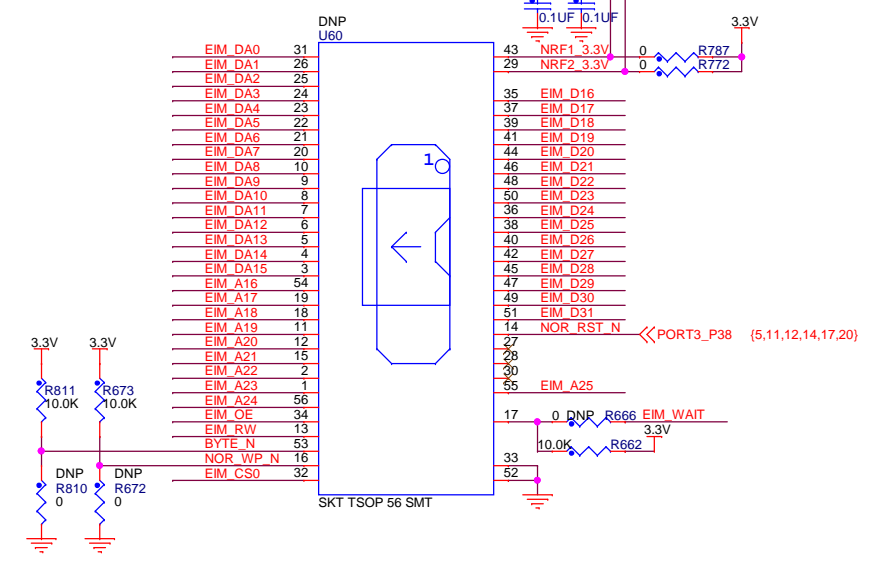 0.1UF 0.1UF
DNP
U60
3.3V
EIM_DA0 31
EIM_DA1 26
EIM_DA2 25
EIM_DA3 24
EIM_DA4 23
EIM_DA5 22
EIM_DA6 21
EIM_DA7 20
EIM_DA8 10
EIM_DA9 9
EIM_DA10 8
EIM_DA11 7
EIM_DA12 6
EIM_DA13 5
EIM_DA14 4
EIM_DA15 3
EIM_A16 54
EIM_A17 19
EIM_A18 18
EIM_A19 11
EIM_A20 12
EIM_A21 15
EIM_A22 2
EIM_A23 1
EIM_A24 56
EIM_OE 34
EIM_RW 13
BYTE_N 53
NOR_WP_N 16
EIM_CS0 32
1
43 NRF1_3.3V 0 R787
29 NRF2_3.3V 0 R772
35 EIM_D16
37 EIM_D17
39 EIM_D18
41 EIM_D19
44 EIM_D20
46 EIM_D21
48 EIM_D22
50 EIM_D23
36 EIM_D24
38 EIM_D25
40 EIM_D26
42 EIM_D27
45 EIM_D28
47 EIM_D29
49 EIM_D30
51 EIM_D31
14 NOR_RST_N PORT3_P38 {5,11,12,14,17,20}
27
28
30
55 EIM_A25
17 0 DNP R666 EIM_WAIT
3.3V
10.0K R662
33
52
3.3V 3.3V
R811 R673
10.0K 10.0K
DNP DNP
R810 R672
0 0
SKT TSOP 56 SMT